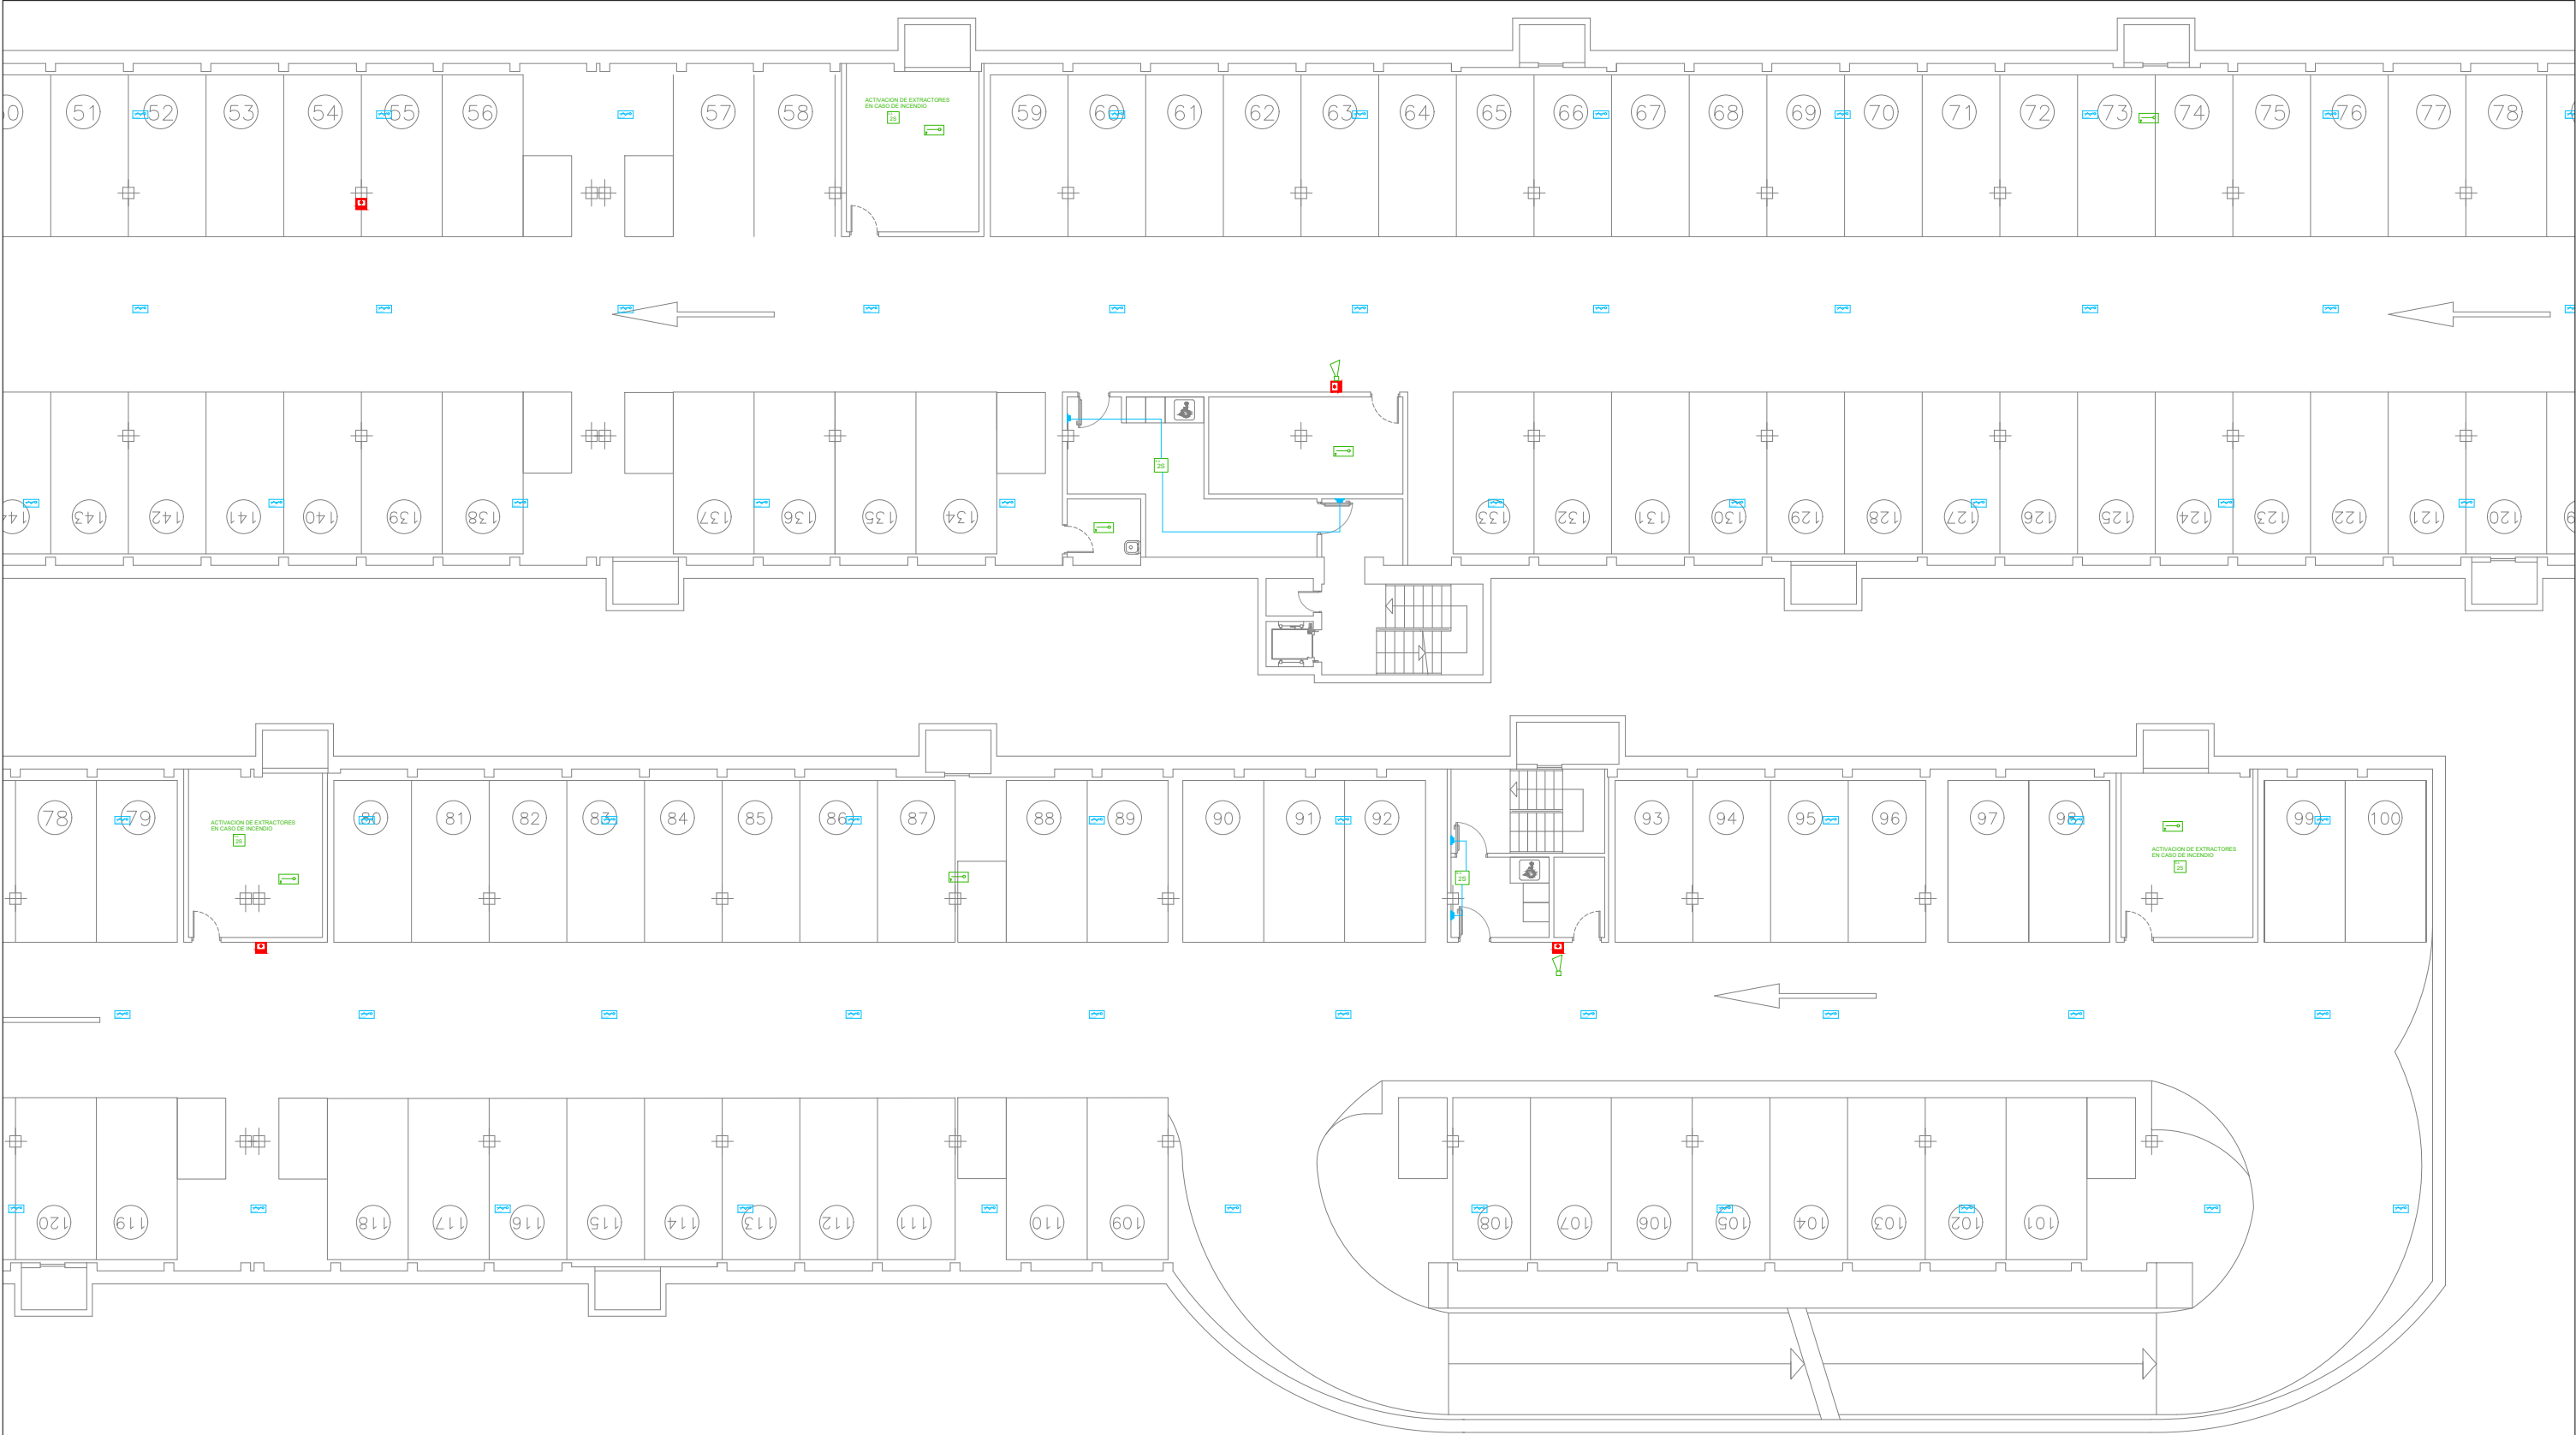 51 52 53 54 55 56 57 58 59 60 61 62 63 64 65 66 67 68 69 70 71 72 73 74 75 76 77 78
ACTIVACION DE EXTRACTORES
EN CASO DE INCENDIO
2S
2S
143 142 141 140 139 138 137 136 135 134 133 132 131 130 129 128 127 126 125 124 123 122 121 120
78 79 80 81 82 83 84 85 86 87 88 89 90 91 92 93 94 95 96 97 98 99 100
ACTIVACION DE EXTRACTORES
EN CASO DE INCENDIO
2S
2S
ACTIVACION DE EXTRACTORES
EN CASO DE INCENDIO
2S
120 119 118 117 116 115 114 113 112 111 110 109 108 107 106 105 104 103 102 101